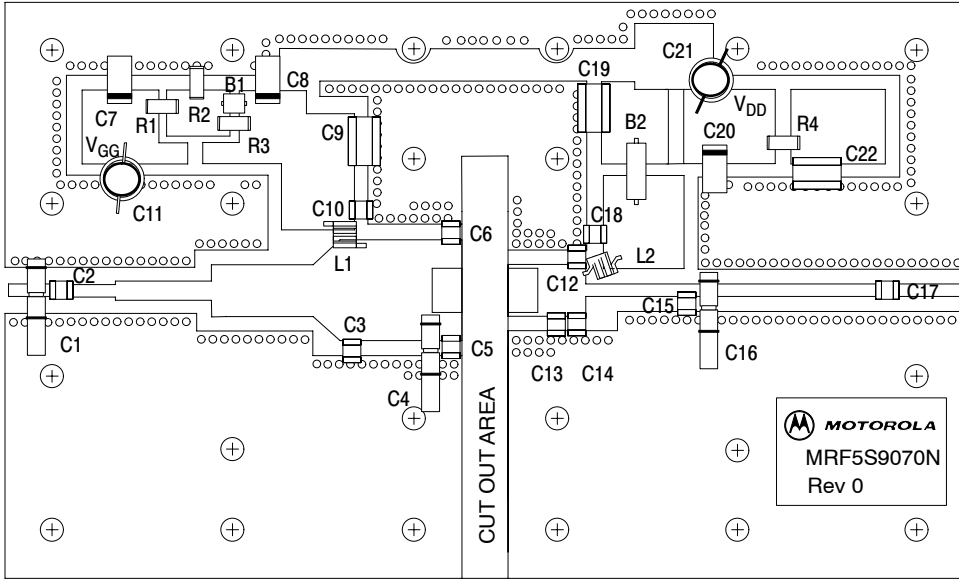 C21
C8
C19
B1
C7
R1
R2
R3
C9
B2
VDD
C20
R4
C22
VGG
C11
C10
C18
C6
L1
L2
C2
C12
C15
C17
C1
C3
C5
C13
C14
C16
C4
CUT OUT AREA
MOTOROLA
MRF5S9070N
Rev 0